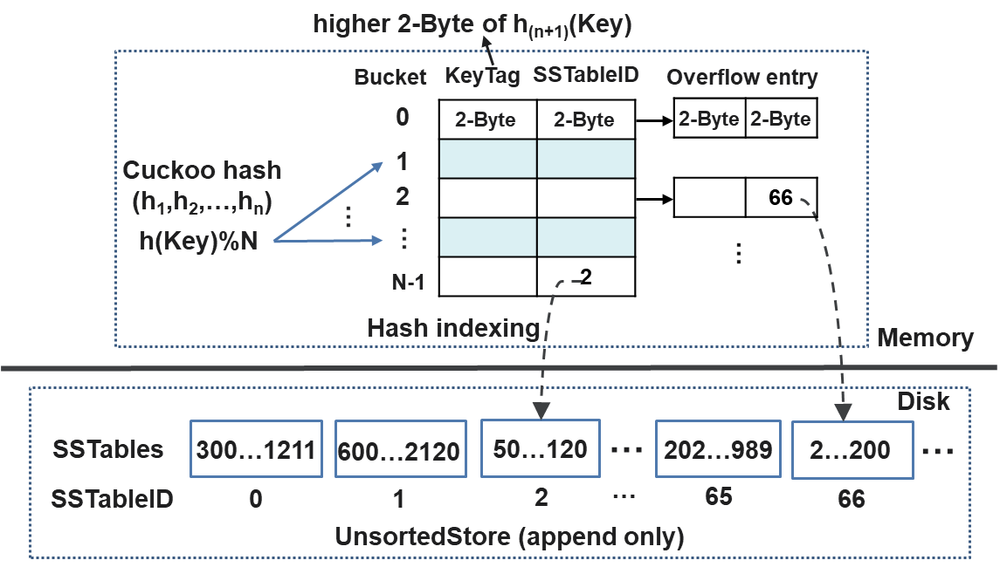 higher 2-Byte of h(n+1)(Key)
Bucket KeyTag SSTableID Overflow entry
0 2-Byte 2-Byte 2-Byte 2-Byte
1
Cuckoo hash
(h1,h2,…,hn)
2 66
h(Key)%N
⋮
N-1 2
Hash indexing
Memory
Disk
SSTables 300…1211 600…2120 50…120 … 202…989 2…200 …
SSTableID 0 1 2 … 65 66
UnsortedStore (append only)